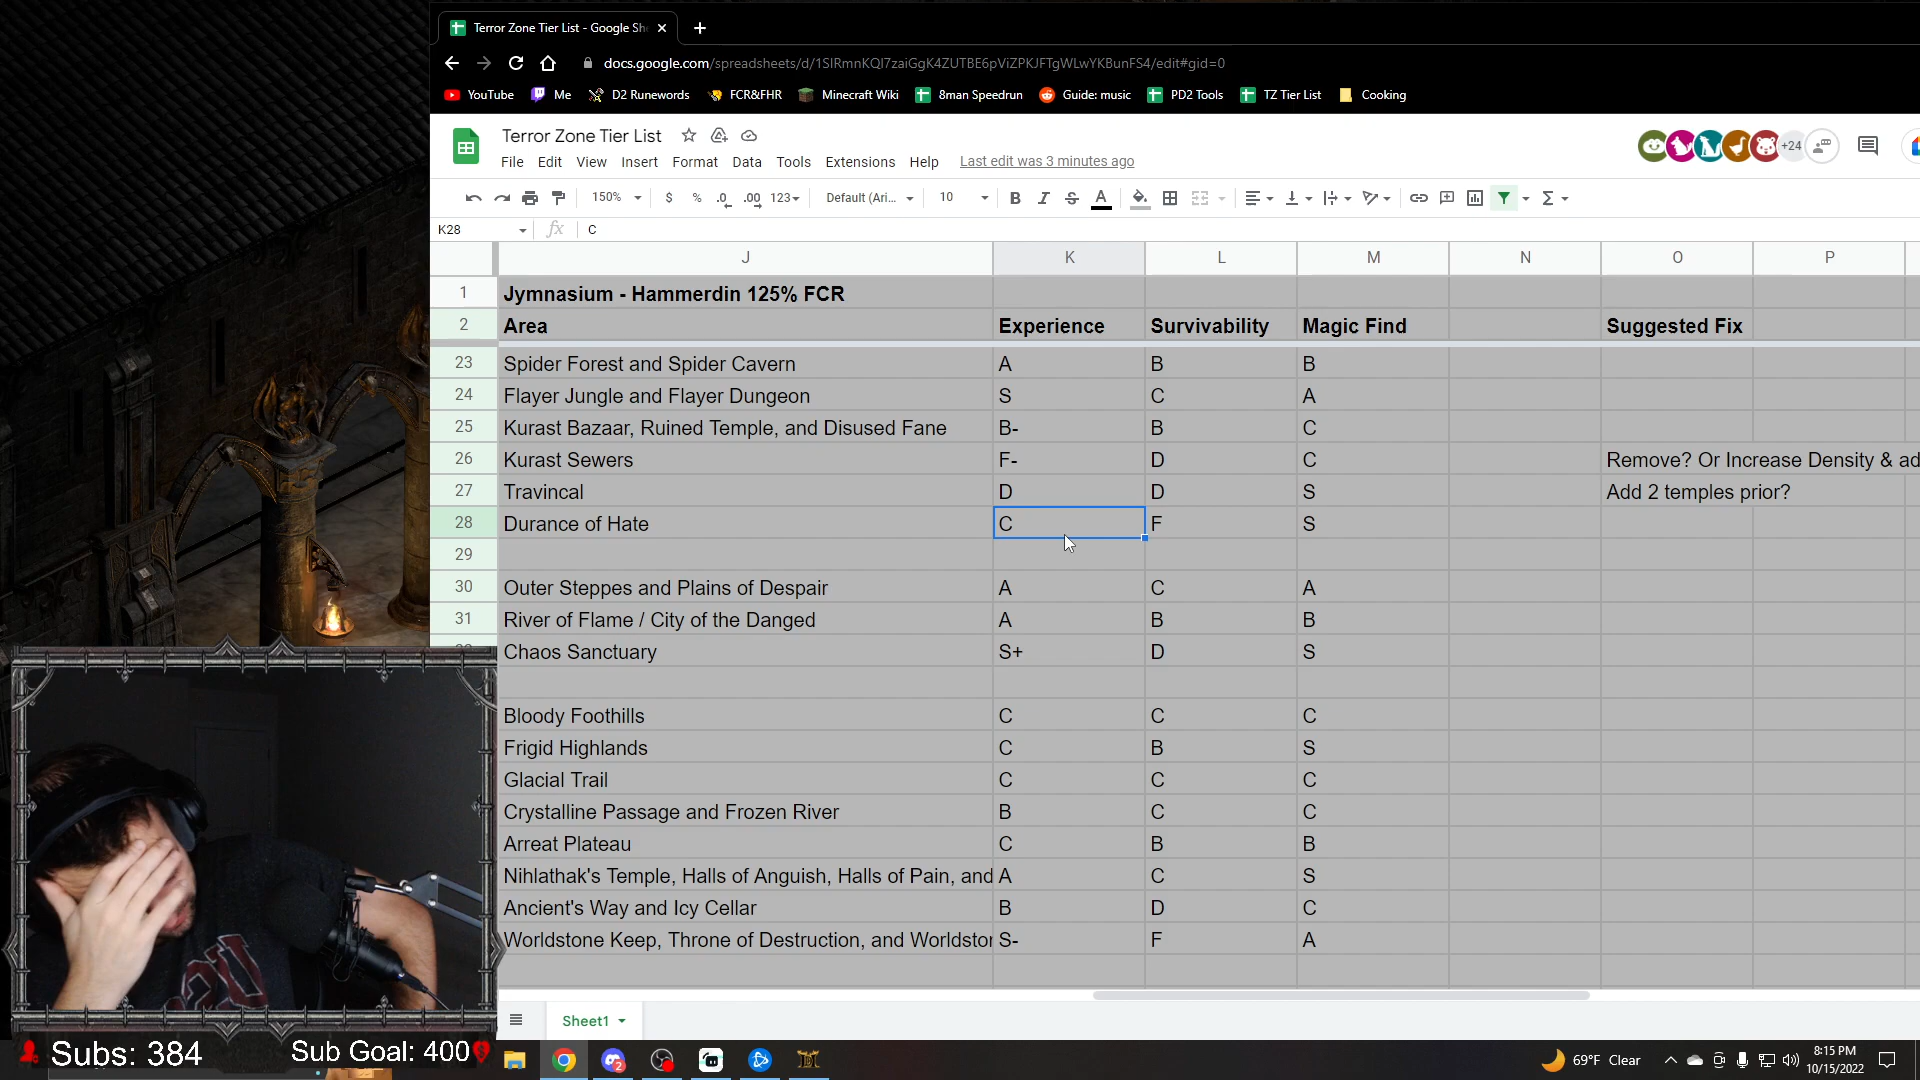 Terror Zone Tier List - Google She
docs.google.com/spreadsheets/d/1SlRmnKQI7zaiGgK4ZUTBE6pViZPKJFTgWLwYKBunFS4/edit#gid=0
YouTube Me D2 Runewords FCR&FHR Minecraft Wiki 8man Speedrun Guide: music PD2 Tools TZ Tier List Cooking
Terror Zone Tier List
+24
File Edit View Insert Format Data Tools Extensions Help Last edit was 3 minutes ago
150% $ % .0 .00 123 Default (Ari... 10 B I S A
K28 fx C
J K L M N O P
1 Jymnasium - Hammerdin 125% FCR
2 Area Experience Survivability Magic Find Suggested Fix
23 Spider Forest and Spider Cavern A B B
24 Flayer Jungle and Flayer Dungeon S C A
25 Kurast Bazaar, Ruined Temple, and Disused Fane B- B C
26 Kurast Sewers F- D C Remove? Or Increase Density & ad
27 Travincal D D S Add 2 temples prior?
28 Durance of Hate C F S
29
30 Outer Steppes and Plains of Despair A C A
31 River of Flame / City of the Danged A B B
Chaos Sanctuary S+ D S
Bloody Foothills C C C
Frigid Highlands C B S
Glacial Trail C C C
Crystalline Passage and Frozen River B C C
Arreat Plateau C B B
Nihlathak's Temple, Halls of Anguish, Halls of Pain, and A C S
Ancient's Way and Icy Cellar B D C
Worldstone Keep, Throne of Destruction, and Worldstor S- F A
Sheet1
Subs: 384 Sub Goal: 400
2
69°F Clear
8:15 PM
10/15/2022